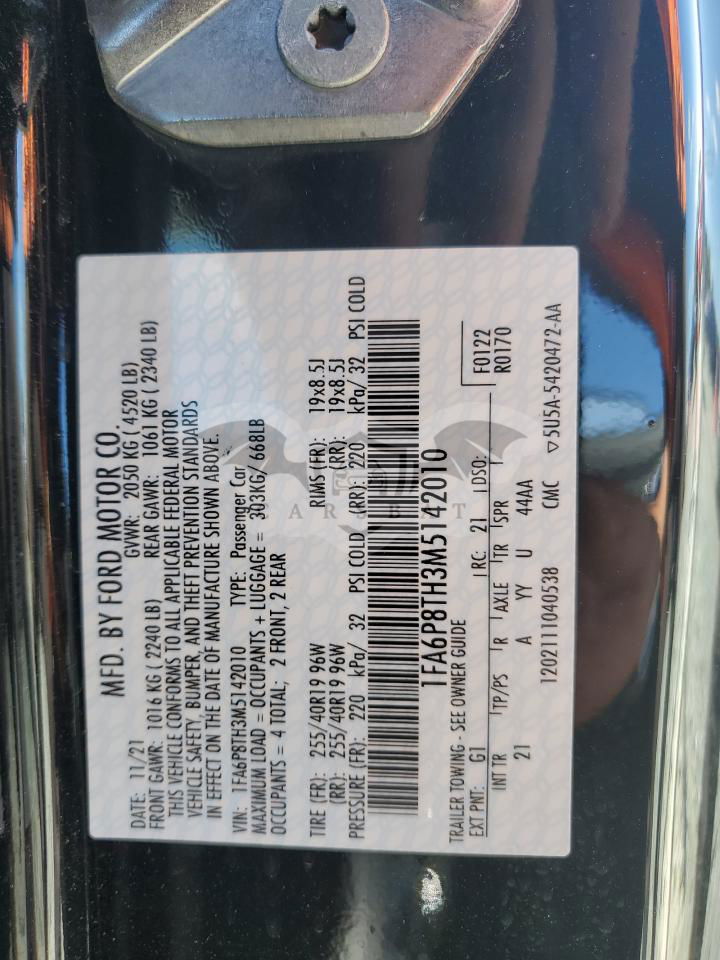 MFD. BY FORD MOTOR CO.
DATE: 11/21 GVWR: 2050 KG ( 4520 LB)
FRONT GAWR: 1016 KG ( 2240 LB) REAR GAWR: 1061 KG ( 2340 LB)
THIS VEHICLE CONFORMS TO ALL APPLICABLE FEDERAL MOTOR
VEHICLE SAFETY, BUMPER, AND THEFT PREVENTION STANDARDS
IN EFFECT ON THE DATE OF MANUFACTURE SHOWN ABOVE.
VIN: 1FA6P8TH3M5142010 TYPE: Passenger Car
MAXIMUM LOAD = OCCUPANTS + LUGGAGE = 303KG/ 668LB
OCCUPANTS = 4 TOTAL; 2 FRONT, 2 REAR
TIRE (FR): 255/40R19 96W RIMS (FR): 19x8.5J
(RR): 255/40R19 96W (RR): 19x8.5J
PRESSURE (FR): 220 kPa/ 32 PSI COLD (RR): 220 kPa/ 32 PSI COLD
CARSBAT
1FA6P8TH3M5142010
TRAILER TOWING - SEE OWNER GUIDE
EXT PNT: G1 RC: 21 DSO: F0122
INT TR TP/PS R AXLE TR SPR R0170
21 A YY U 44AA
1202111040538 CMC ▽5U5A-5420472-AA